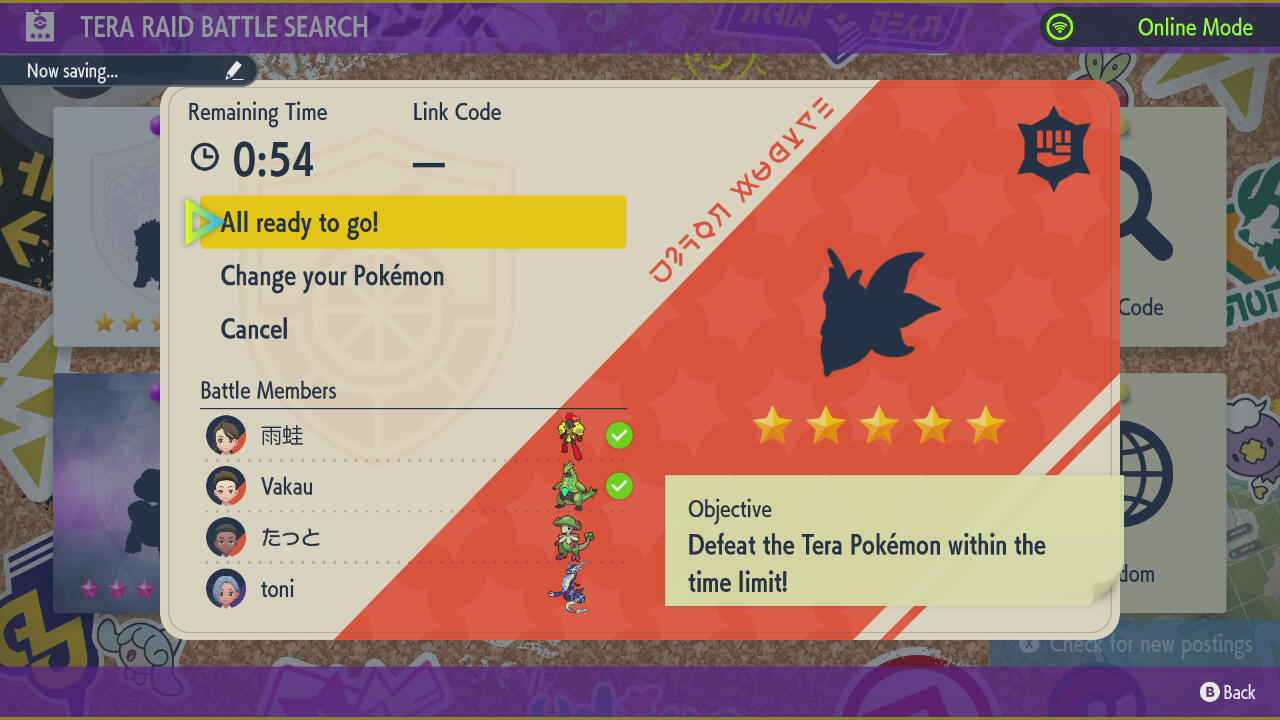 TERA RAID BATTLE SEARCH
Online Mode
Now saving...
Remaining Time
Link Code
0:54
—
All ready to go!
Change your Pokémon
Cancel
Battle Members
雨蛙
Vakau
たっと
toni
Objective
Defeat the Tera Pokémon within the
time limit!
Code
Check for new postings
B Back